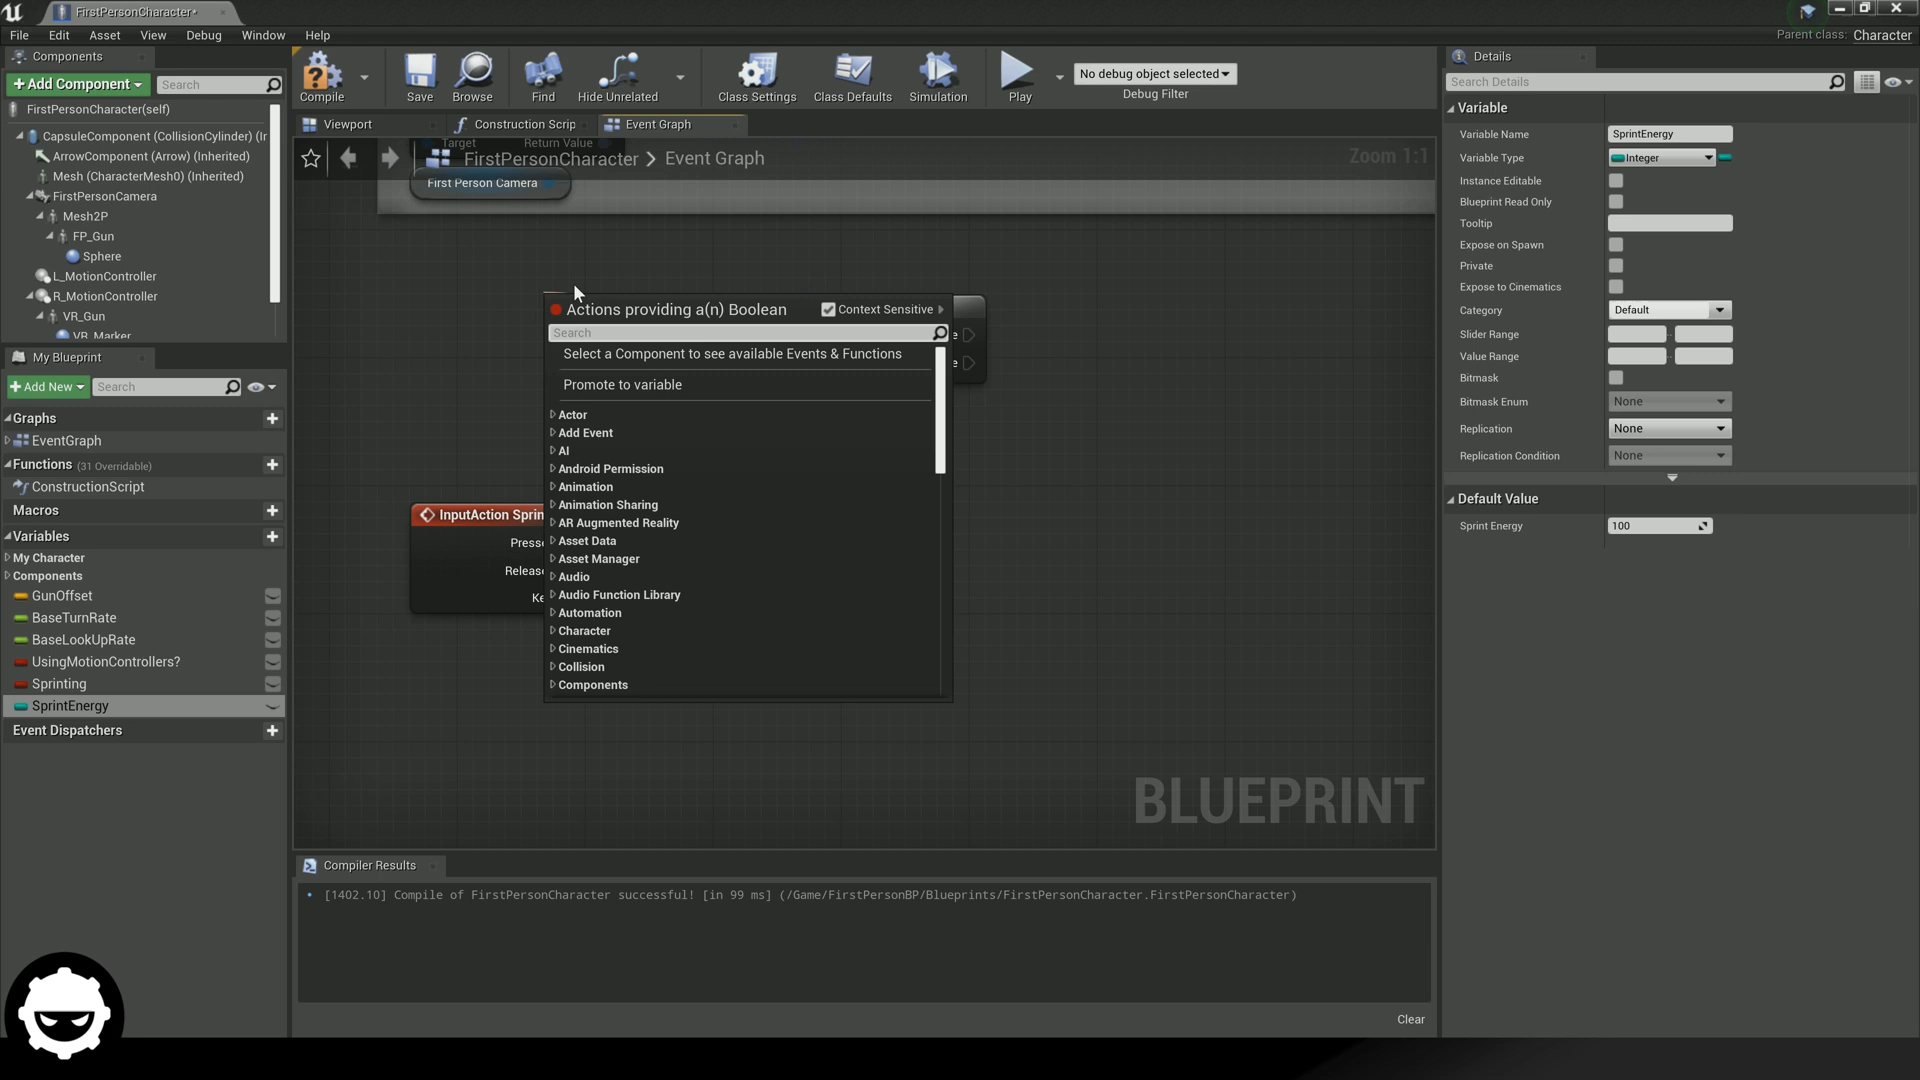 FirstPersonCharacter*
File Edit Asset View Debug Window Help
Parent class: Character
Components
+Add Component
Search
FirstPersonCharacter(self)
CapsuleComponent (CollisionCylinder) (Ir
ArrowComponent (Arrow) (Inherited)
Mesh (CharacterMesh0) (Inherited)
FirstPersonCamera
Mesh2P
FP_Gun
Sphere
L_MotionController
R_MotionController
VR_Gun
VR_Marker
My Blueprint
+Add New
Search
Graphs
EventGraph
Functions (31 Overridable)
ConstructionScript
Macros
Variables
My Character
Components
GunOffset
BaseTurnRate
BaseLookUpRate
UsingMotionControllers?
Sprinting
SprintEnergy
Event Dispatchers
Compile Save Browse Find Hide Unrelated Class Settings Class Defaults Simulation Play
No debug object selected
Debug Filter
Viewport Construction Scrip Event Graph
Target Return Value
FirstPersonCharacter > Event Graph
Zoom 1:1
First Person Camera
Actions providing a(n) Boolean
Context Sensitive
Search
Select a Component to see available Events & Functions
Promote to variable
Actor
Add Event
AI
Android Permission
Animation
Animation Sharing
AR Augmented Reality
Asset Data
Asset Manager
Audio
Audio Function Library
Automation
Character
Cinematics
Collision
Components
e
e
InputAction Sprin
Presse
Release
Ke
BLUEPRINT
Compiler Results
[1402.10] Compile of FirstPersonCharacter successful! [in 99 ms] (/Game/FirstPersonBP/Blueprints/FirstPersonCharacter.FirstPersonCharacter)
Clear
Details
Search Details
Variable
Variable Name SprintEnergy
Variable Type Integer
Instance Editable
Blueprint Read Only
Tooltip
Expose on Spawn
Private
Expose to Cinematics
Category Default
Slider Range
Value Range
Bitmask
Bitmask Enum None
Replication None
Replication Condition None
Default Value
Sprint Energy 100